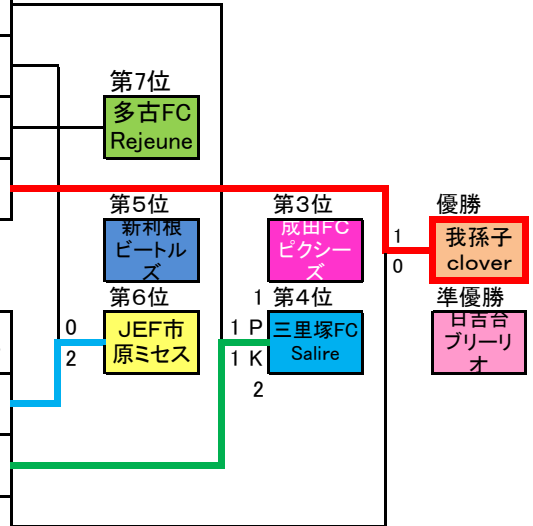 第7位
多古FC
Rejeune
第5位
新利根
ビートル
ズ
第3位
成田FC
ピクシー
ズ
優勝
1
0
我孫子
clover
第6位
0
2
JEF市
原ミセス
1 第4位
1 P
1 K
2
三里塚FC
Salire
準優勝
日吉台
ブリーリ
オ